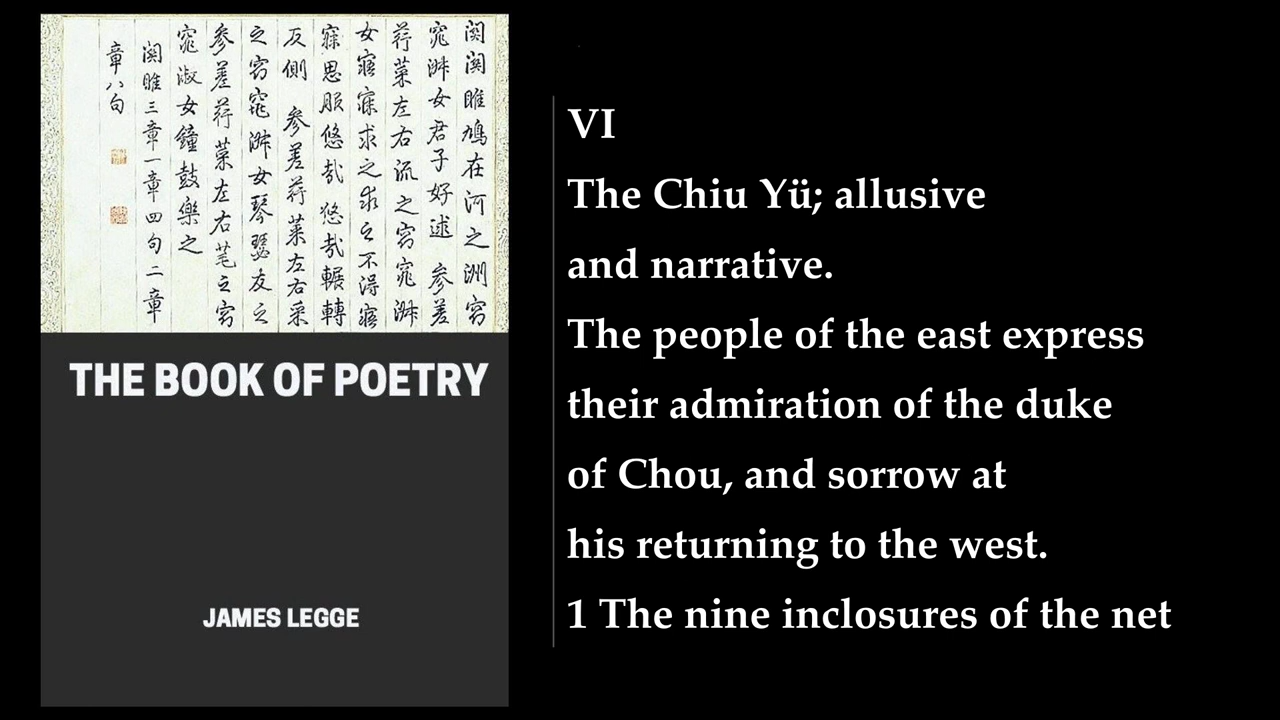 関関雎鳩在河之洲窈
窕淑女君子好逑 参差
荇菜左右流之窈窕淑
女寤寐求之求之不得寤
寐思服悠哉悠哉輾轉
反側 参差荇菜左右采
之窈窕淑女琴瑟友之
参差荇菜左右芼之窈
窕淑女鐘鼓樂之
関雎三章一章四句二章
章八句
THE BOOK OF POETRY
JAMES LEGGE
VI
The Chiu Yü; allusive
and narrative.
The people of the east express
their admiration of the duke
of Chou, and sorrow at
his returning to the west.
1 The nine inclosures of the net